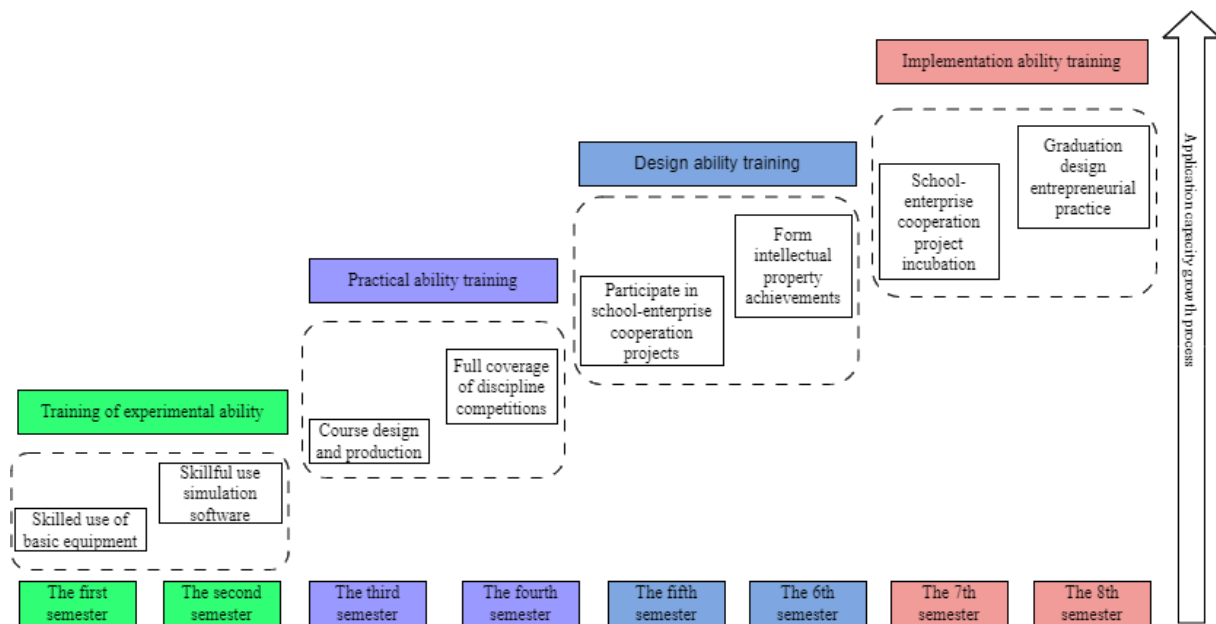 Implementation ability training
Graduation
design
entrepreneurial
practice
School-
enterprise
cooperation
project
incubation
Design ability training
Form
intellectual
property
achievements
Participate in
school-enterprise
cooperation
projects
Practical ability training
Full coverage
of discipline
competitions
Course design
and production
Training of experimental ability
Skillful use
simulation
software
Skilled use of
basic equipment
The first
semester
The second
semester
The third
semester
The fourth
semester
The fifth
semester
The 6th
semester
The 7th
semester
The 8th
semester
Application capacity growth process